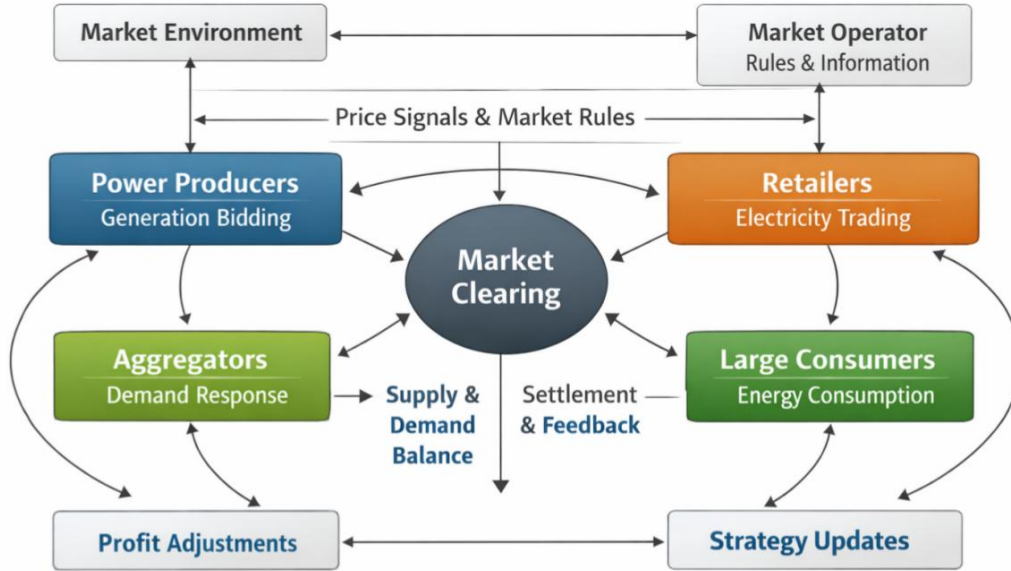 Market Environment
Market Operator
Rules & Information
Price Signals & Market Rules
Power Producers
Generation Bidding
Retailers
Electricity Trading
Market
Clearing
Aggregators
Demand Response
Large Consumers
Energy Consumption
Supply &
Demand
Balance
Settlement
& Feedback
Profit Adjustments
Strategy Updates